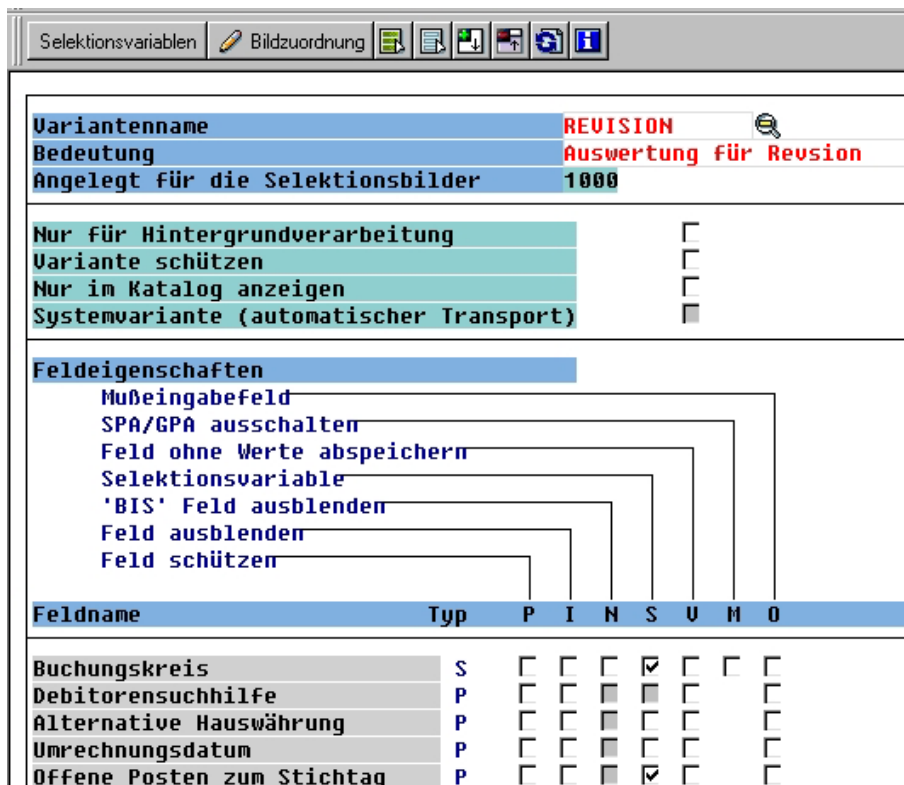 Selektionsvariablen Bildzuordnung
Variantenname REVISION
Bedeutung Auswertung für Revsion
Angelegt für die Selektionsbilder 1000
Nur für Hintergrundverarbeitung
Variante schützen
Nur im Katalog anzeigen
Systemvariante (automatischer Transport)
Feldeigenschaften
Mußeingabefeld
SPA/GPA ausschalten
Feld ohne Werte abspeichern
Selektionsvariable
'BIS' Feld ausblenden
Feld ausblenden
Feld schützen
Feldname Typ P I N S V M O
Buchungskreis S
Debitorensuchhilfe P
Alternative Hauswährung P
Umrechnungsdatum P
Offene Posten zum Stichtag P